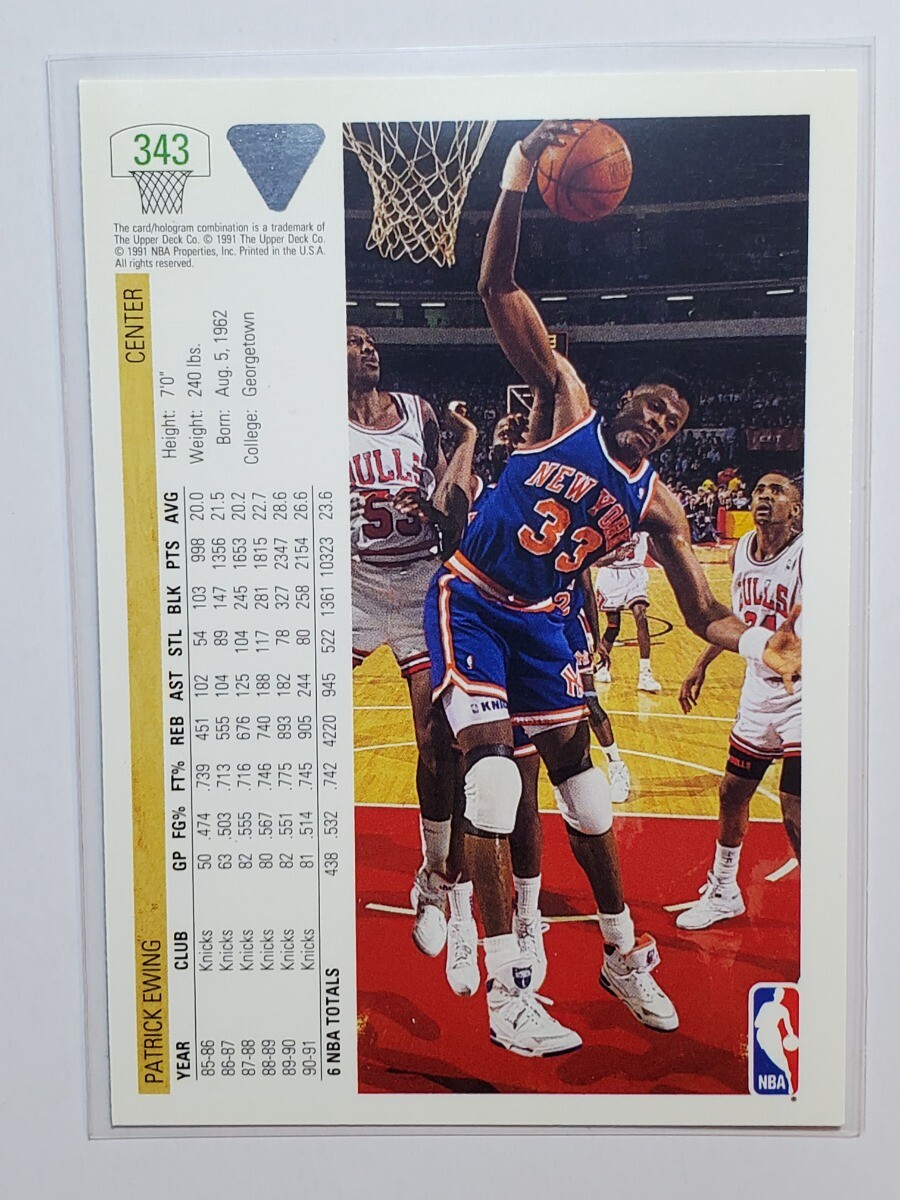 343
The card/hologram combination is a trademark of
The Upper Deck Co. © 1991 The Upper Deck Co.
© 1991 NBA Properties, Inc. Printed in the U.S.A.
All rights reserved.
PATRICK EWING CENTER
Height: 7'0"
Weight: 240 lbs.
Born: Aug. 5, 1962
College: Georgetown
YEAR CLUB GP FG% FT% REB AST STL BLK PTS AVG
85-86 Knicks 50 .474 .739 451 102 54 103 998 20.0
86-87 Knicks 63 .503 .713 555 104 89 147 1356 21.5
87-88 Knicks 82 .555 .716 676 125 104 245 1653 20.2
88-89 Knicks 80 .567 .746 740 188 117 281 1815 22.7
89-90 Knicks 82 .551 .775 893 182 78 327 2347 28.6
90-91 Knicks 81 .514 .745 905 244 80 258 2154 26.6
6 NBA TOTALS 438 .532 .742 4220 945 522 1361 10323 23.6
NEW YORK
33
BULLS
53
BULLS
KNIC
NBA